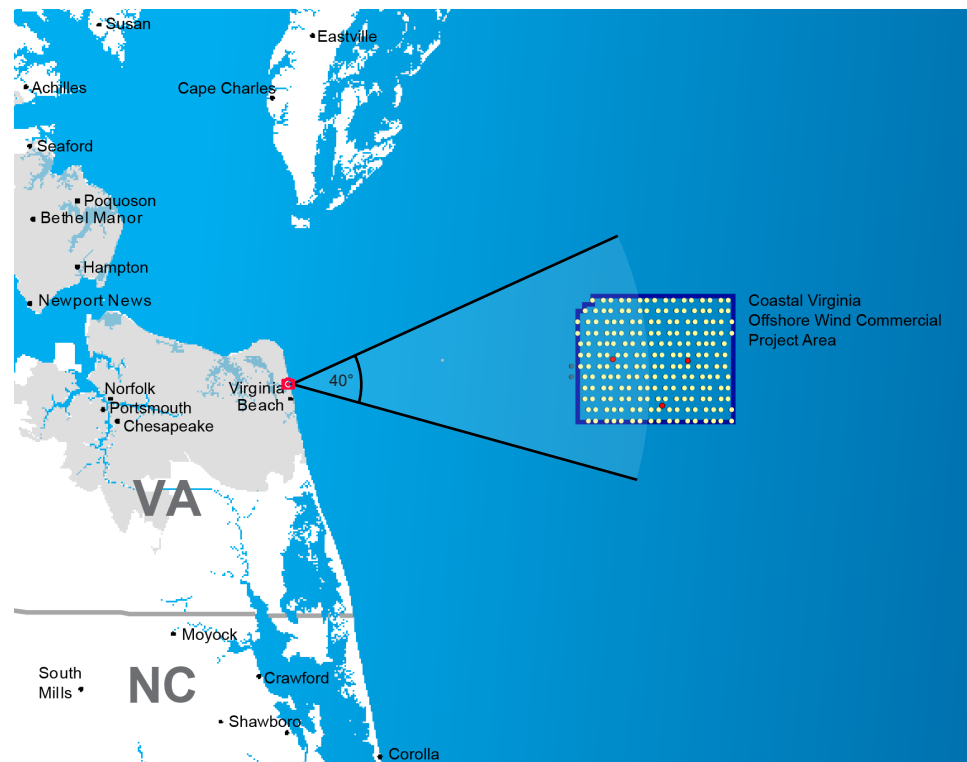 Susan
Eastville
Achilles
Cape Charles
Seaford
Poquoson
Bethel Manor
Hampton
Newport News
Coastal Virginia
Offshore Wind Commercial
Project Area
40°
Norfolk
Virginia
Beach
Portsmouth
Chesapeake
VA
Moyock
South
Mills
NC
Crawford
Shawboro
Corolla